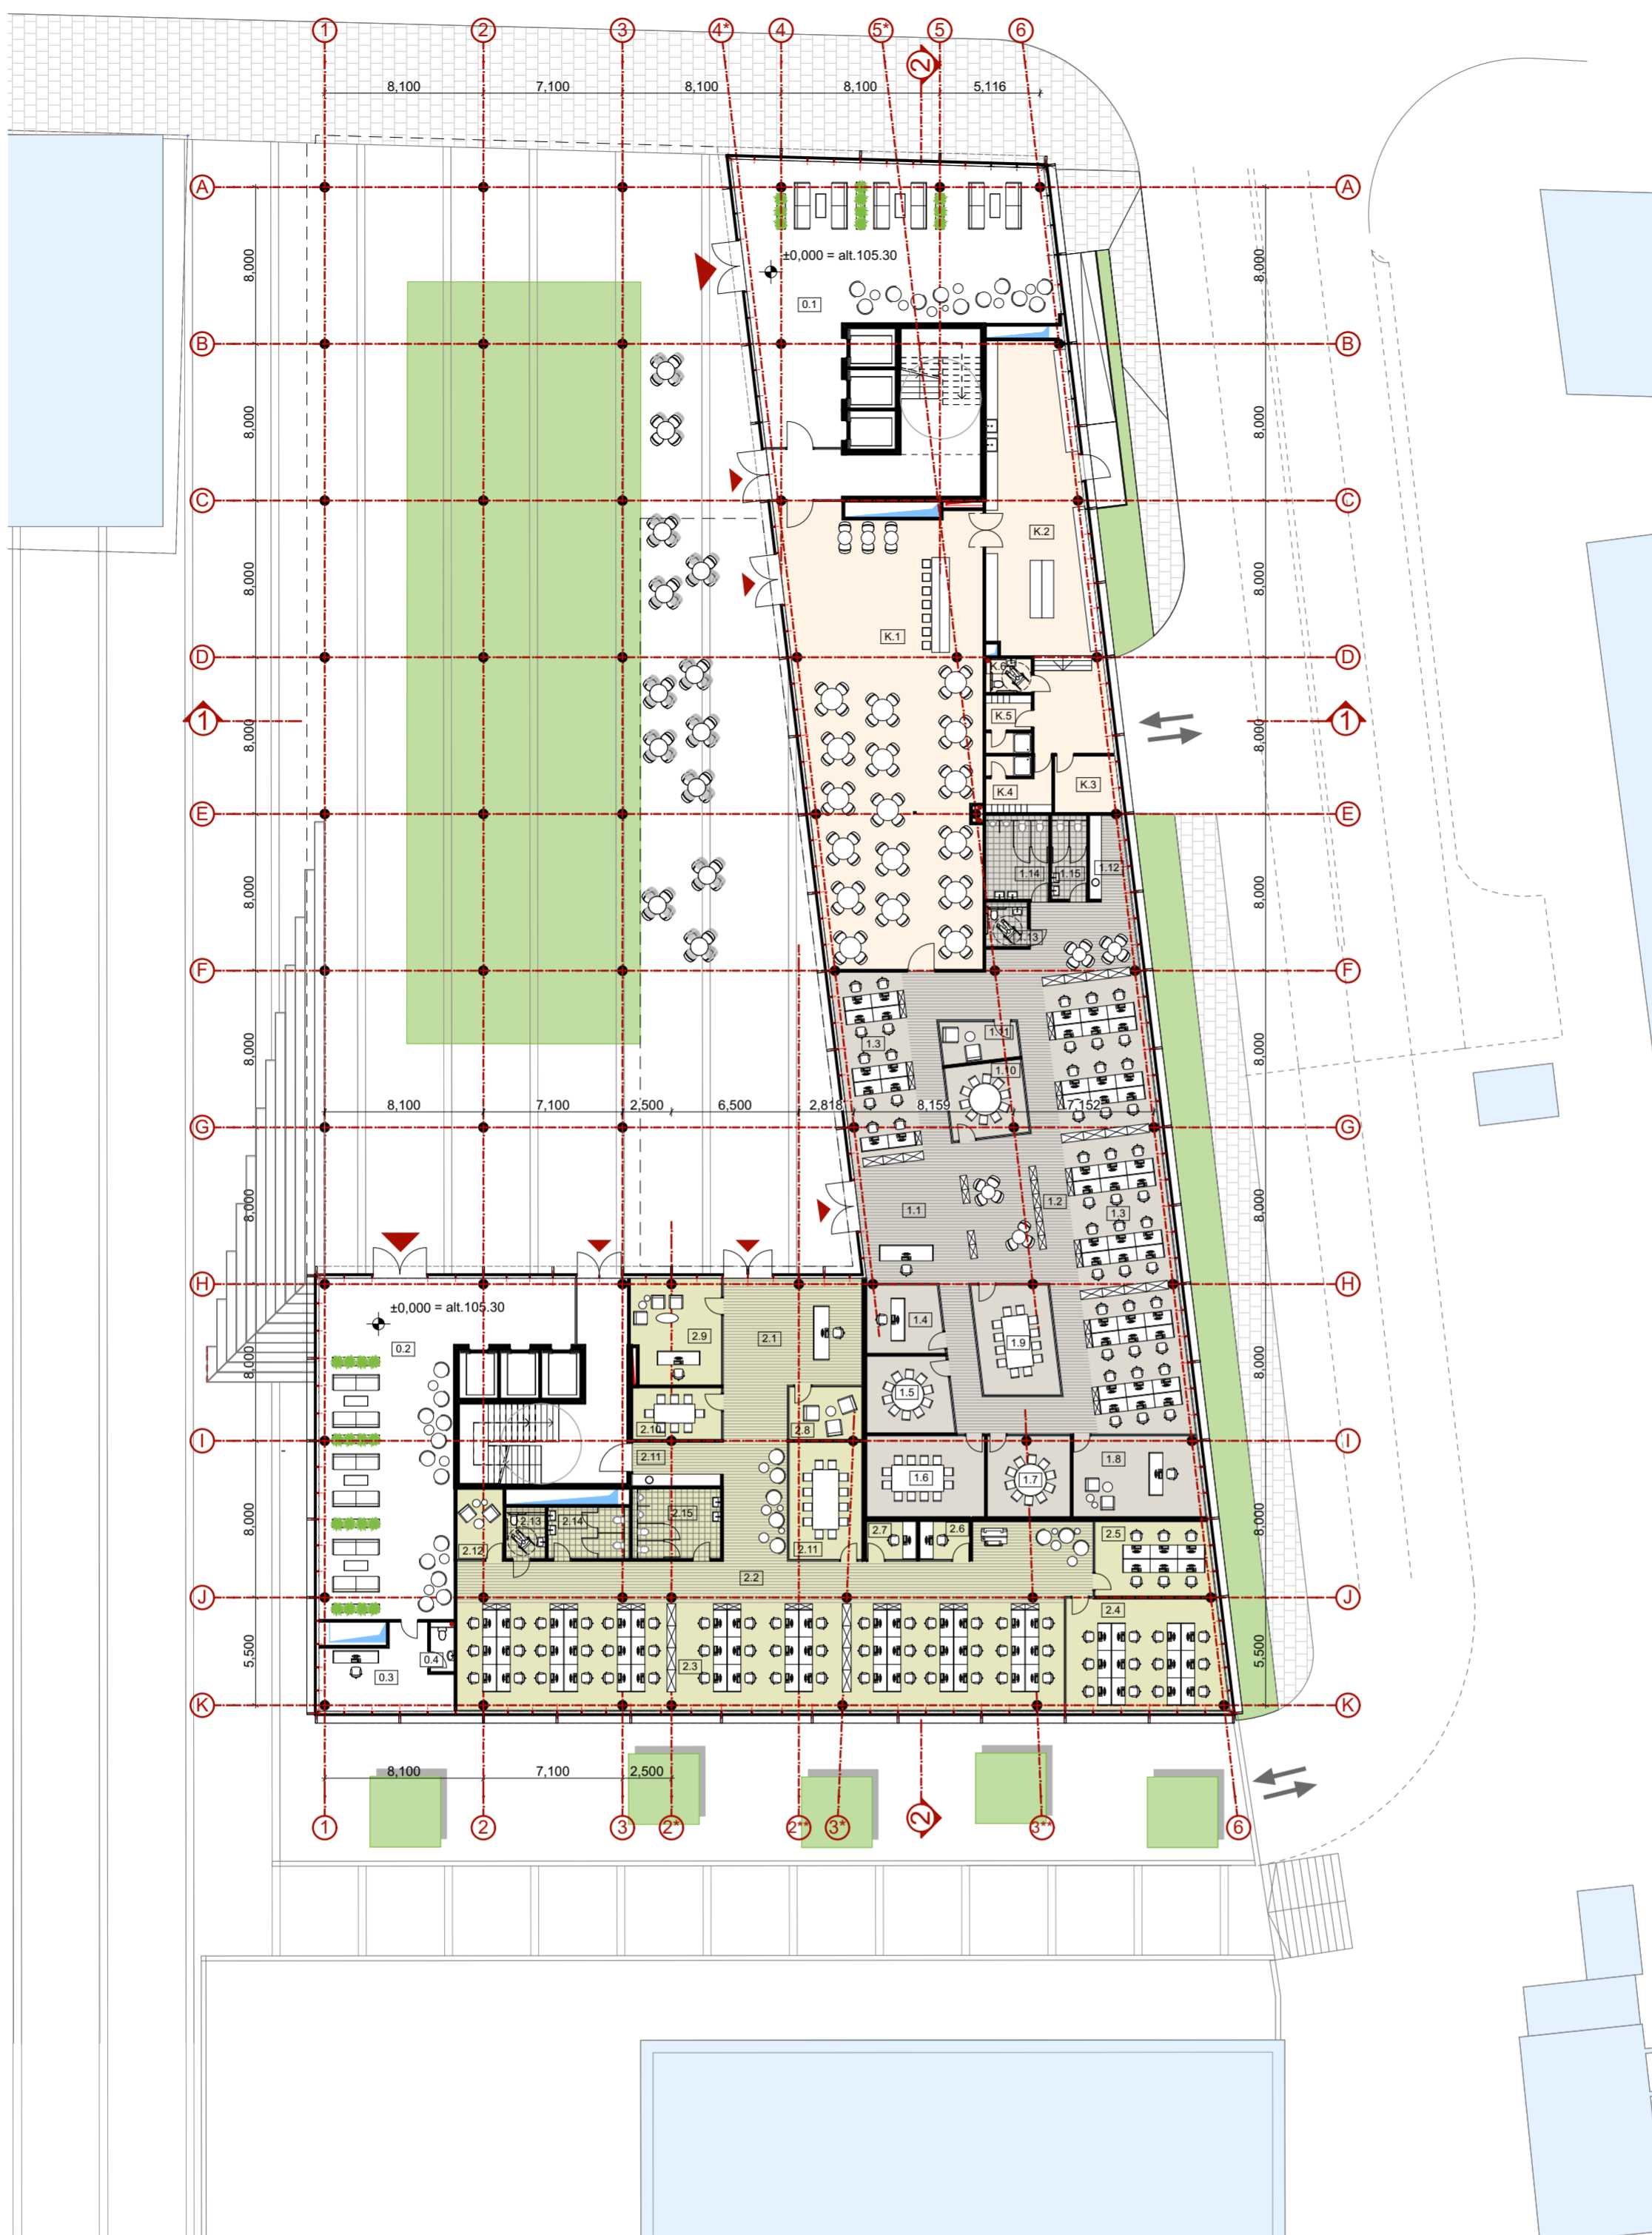 1 2 3 4* 4 5* 5 6
2
8,100 7,100 8,100 8,100 5,116
A A
±0,000 = alt.105.30
8,000 8,000
0.1
B B
8,000 8,000
C C
K.2
8,000 8,000
K.1
D D
K.6
K.5
1 1
8,000 8,000
K.3
K.4
E E
1.12
1.14 1.15
8,000 8,000
1.13
F F
1.11
1.3
8,000 8,000
1.10
8,100 7,100 2,500 6,500 2,818 8,159 7,152
G G
1.2
8,000 1.1 1.3 8,000
H H
±0,000 = alt.105.30
1.4
2.9 2.1
0.2 1.9
8,000 8,000
1.5
2.10 2.8
I I
2.11 1.8
1.6 1.7
2.15
8,000 2.13 2.14 8,000
2.7 2.6 2.5
2.12 2.11
2.2
J J
2.4
5,500 0.4 2.3 5,500
0.3
K K
8,100 7,100 2,500
1 2 3 2* 2** 3* 2 3** 6